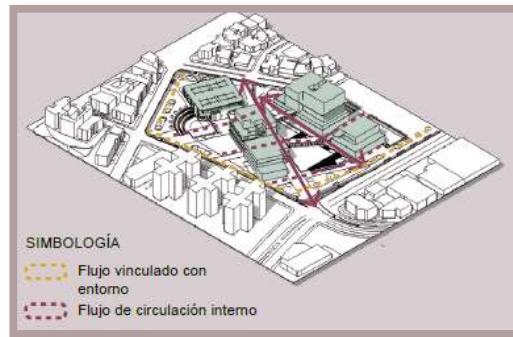 SIMBOLOGÍA
Flujo vinculado con
entorno
Flujo de circulación interno